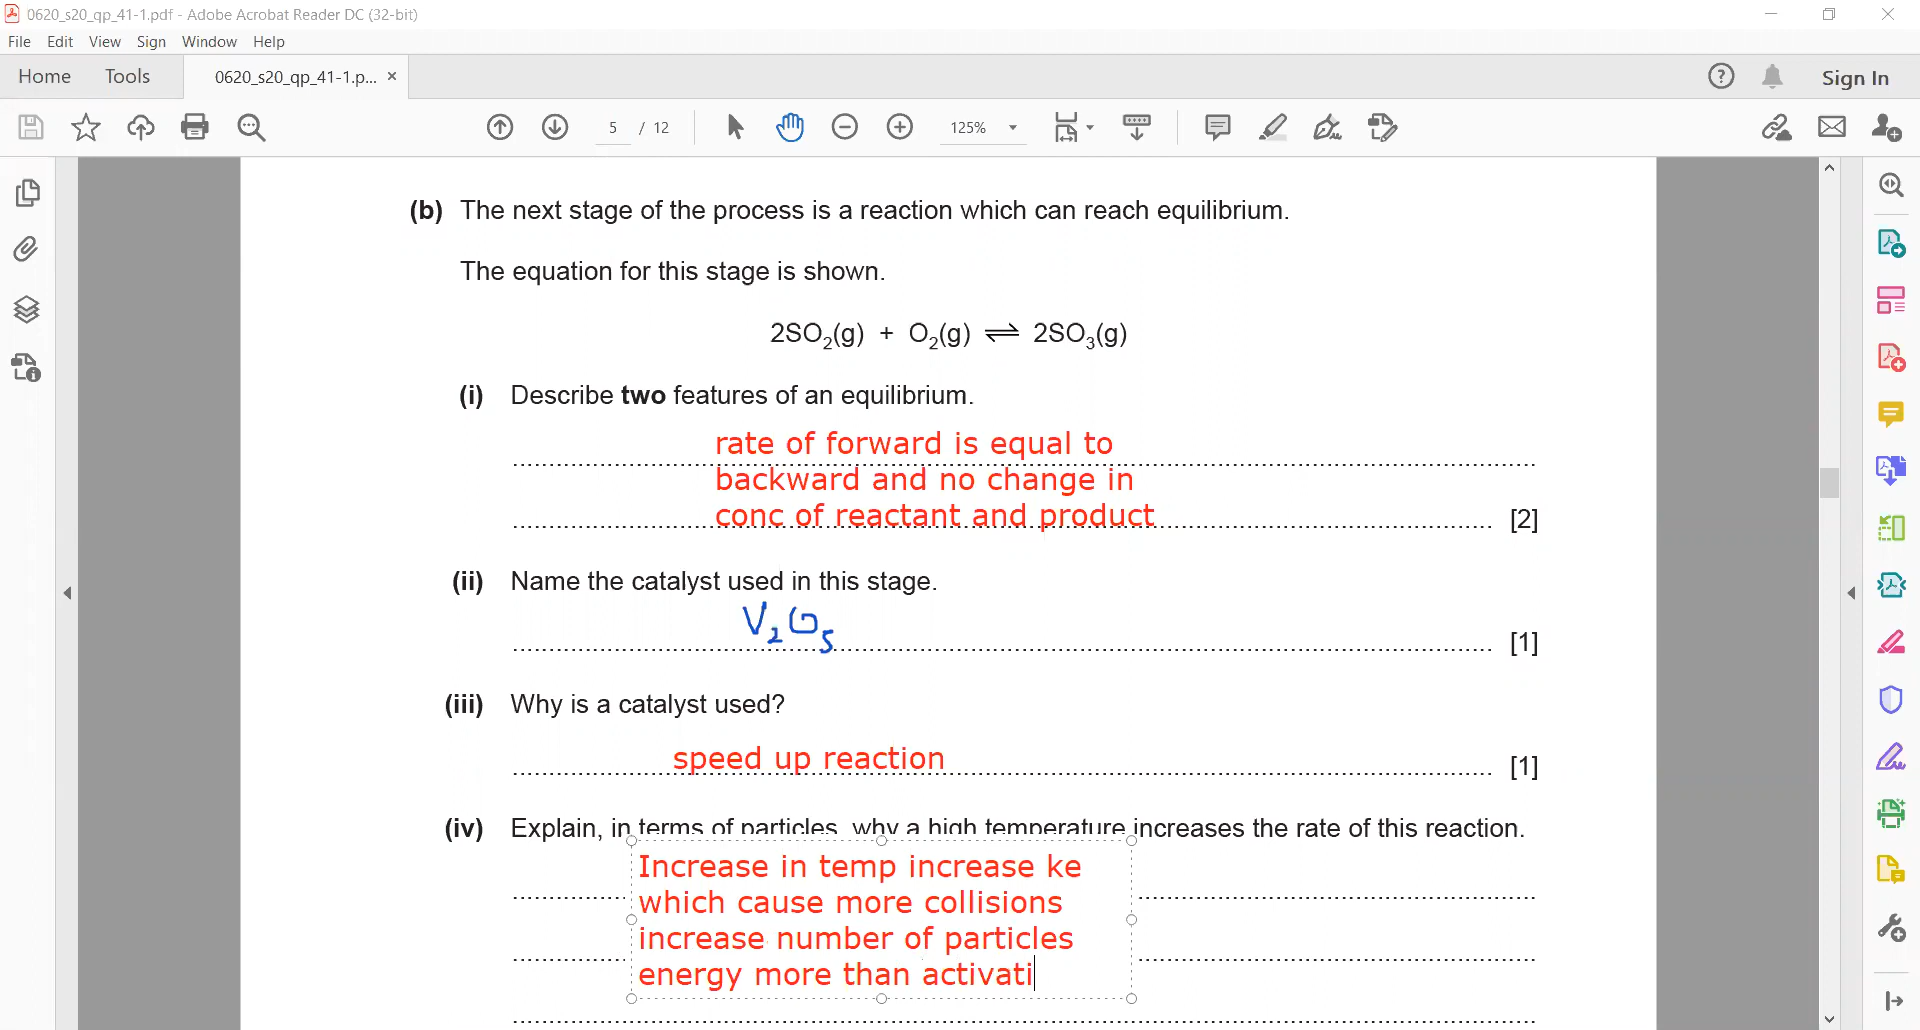 0620_s20_qp_41-1.pdf - Adobe Acrobat Reader DC (32-bit)
File Edit View Sign Window Help
Home Tools 0620_s20_qp_41-1.p... × Sign In
5 / 12 125%
(b) The next stage of the process is a reaction which can reach equilibrium.
The equation for this stage is shown.
2SO₂(g) + O₂(g) ⇌ 2SO₃(g)
(i) Describe two features of an equilibrium.
rate of forward is equal to
backward and no change in
conc of reactant and product
[2]
(ii) Name the catalyst used in this stage.
V₂O₅
[1]
(iii) Why is a catalyst used?
speed up reaction
[1]
(iv) Explain, in terms of particles, why a high temperature increases the rate of this reaction.
Increase in temp increase ke
which cause more collisions
increase number of particles
energy more than activati